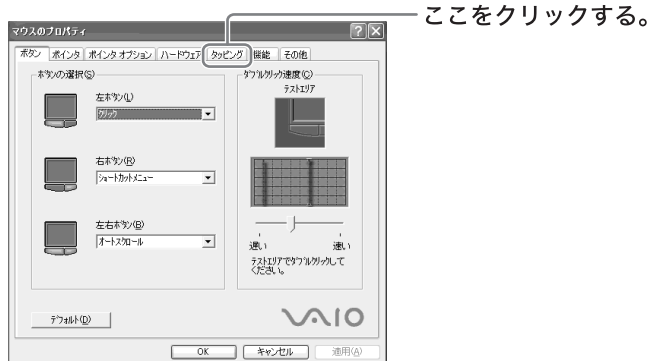 ここをクリックする。
マウスのプロパティ
ボタン ポインタ ポインタ オプション ハードウェア タッピング 機能 その他
ボタンの選択(S)
左ボタン(L)
クリック
右ボタン(R)
ショートカットメニュー
左右ボタン(B)
オートスクロール
ダブルクリック速度(C)
テストエリア
遅い 速い
テストエリアでダブルクリックして
ください。
デフォルト(D)
VAIO
OK キャンセル 適用(A)